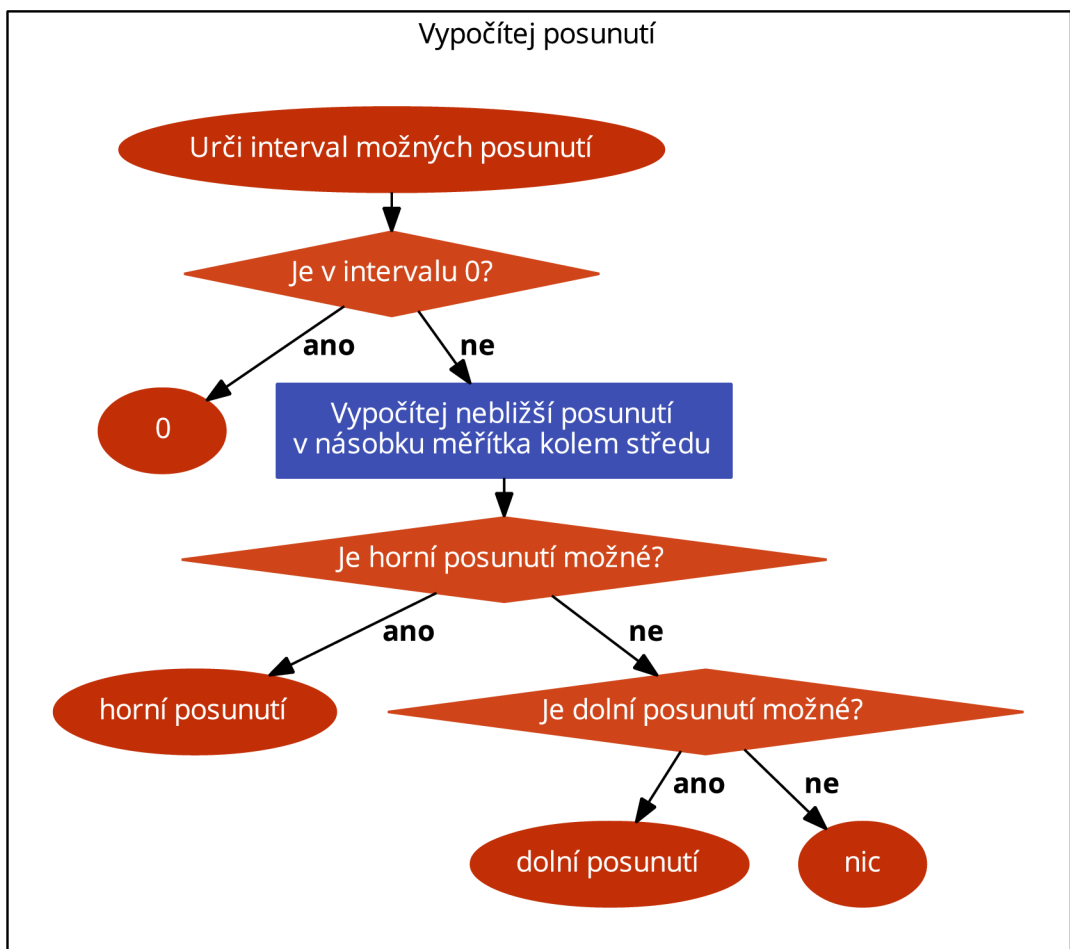 Vypočítej posunutí
Urči interval možných posunutí
Je v intervalu 0?
ano
ne
0
Vypočítej nebližší posunutí
v násobku měřítka kolem středu
Je horní posunutí možné?
ano
ne
horní posunutí
Je dolní posunutí možné?
ano
ne
dolní posunutí
nic